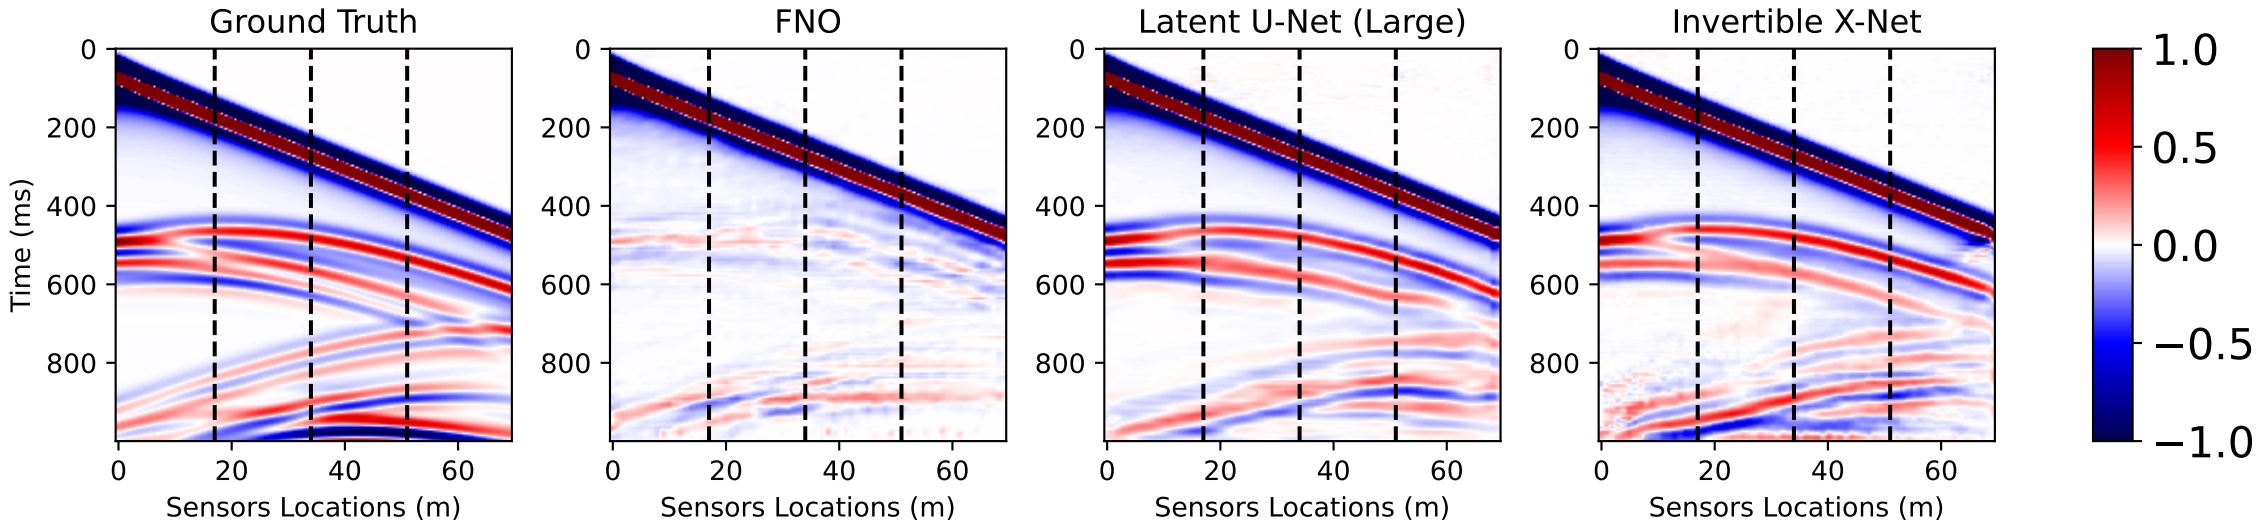 Ground Truth
FNO
Latent U-Net (Large)
Invertible X-Net
Time (ms)
0
200
400
600
800
0 20 40 60
Sensors Locations (m)
0
200
400
600
800
0 20 40 60
Sensors Locations (m)
0
200
400
600
800
0 20 40 60
Sensors Locations (m)
0
200
400
600
800
0 20 40 60
Sensors Locations (m)
1.0
0.5
0.0
−0.5
−1.0